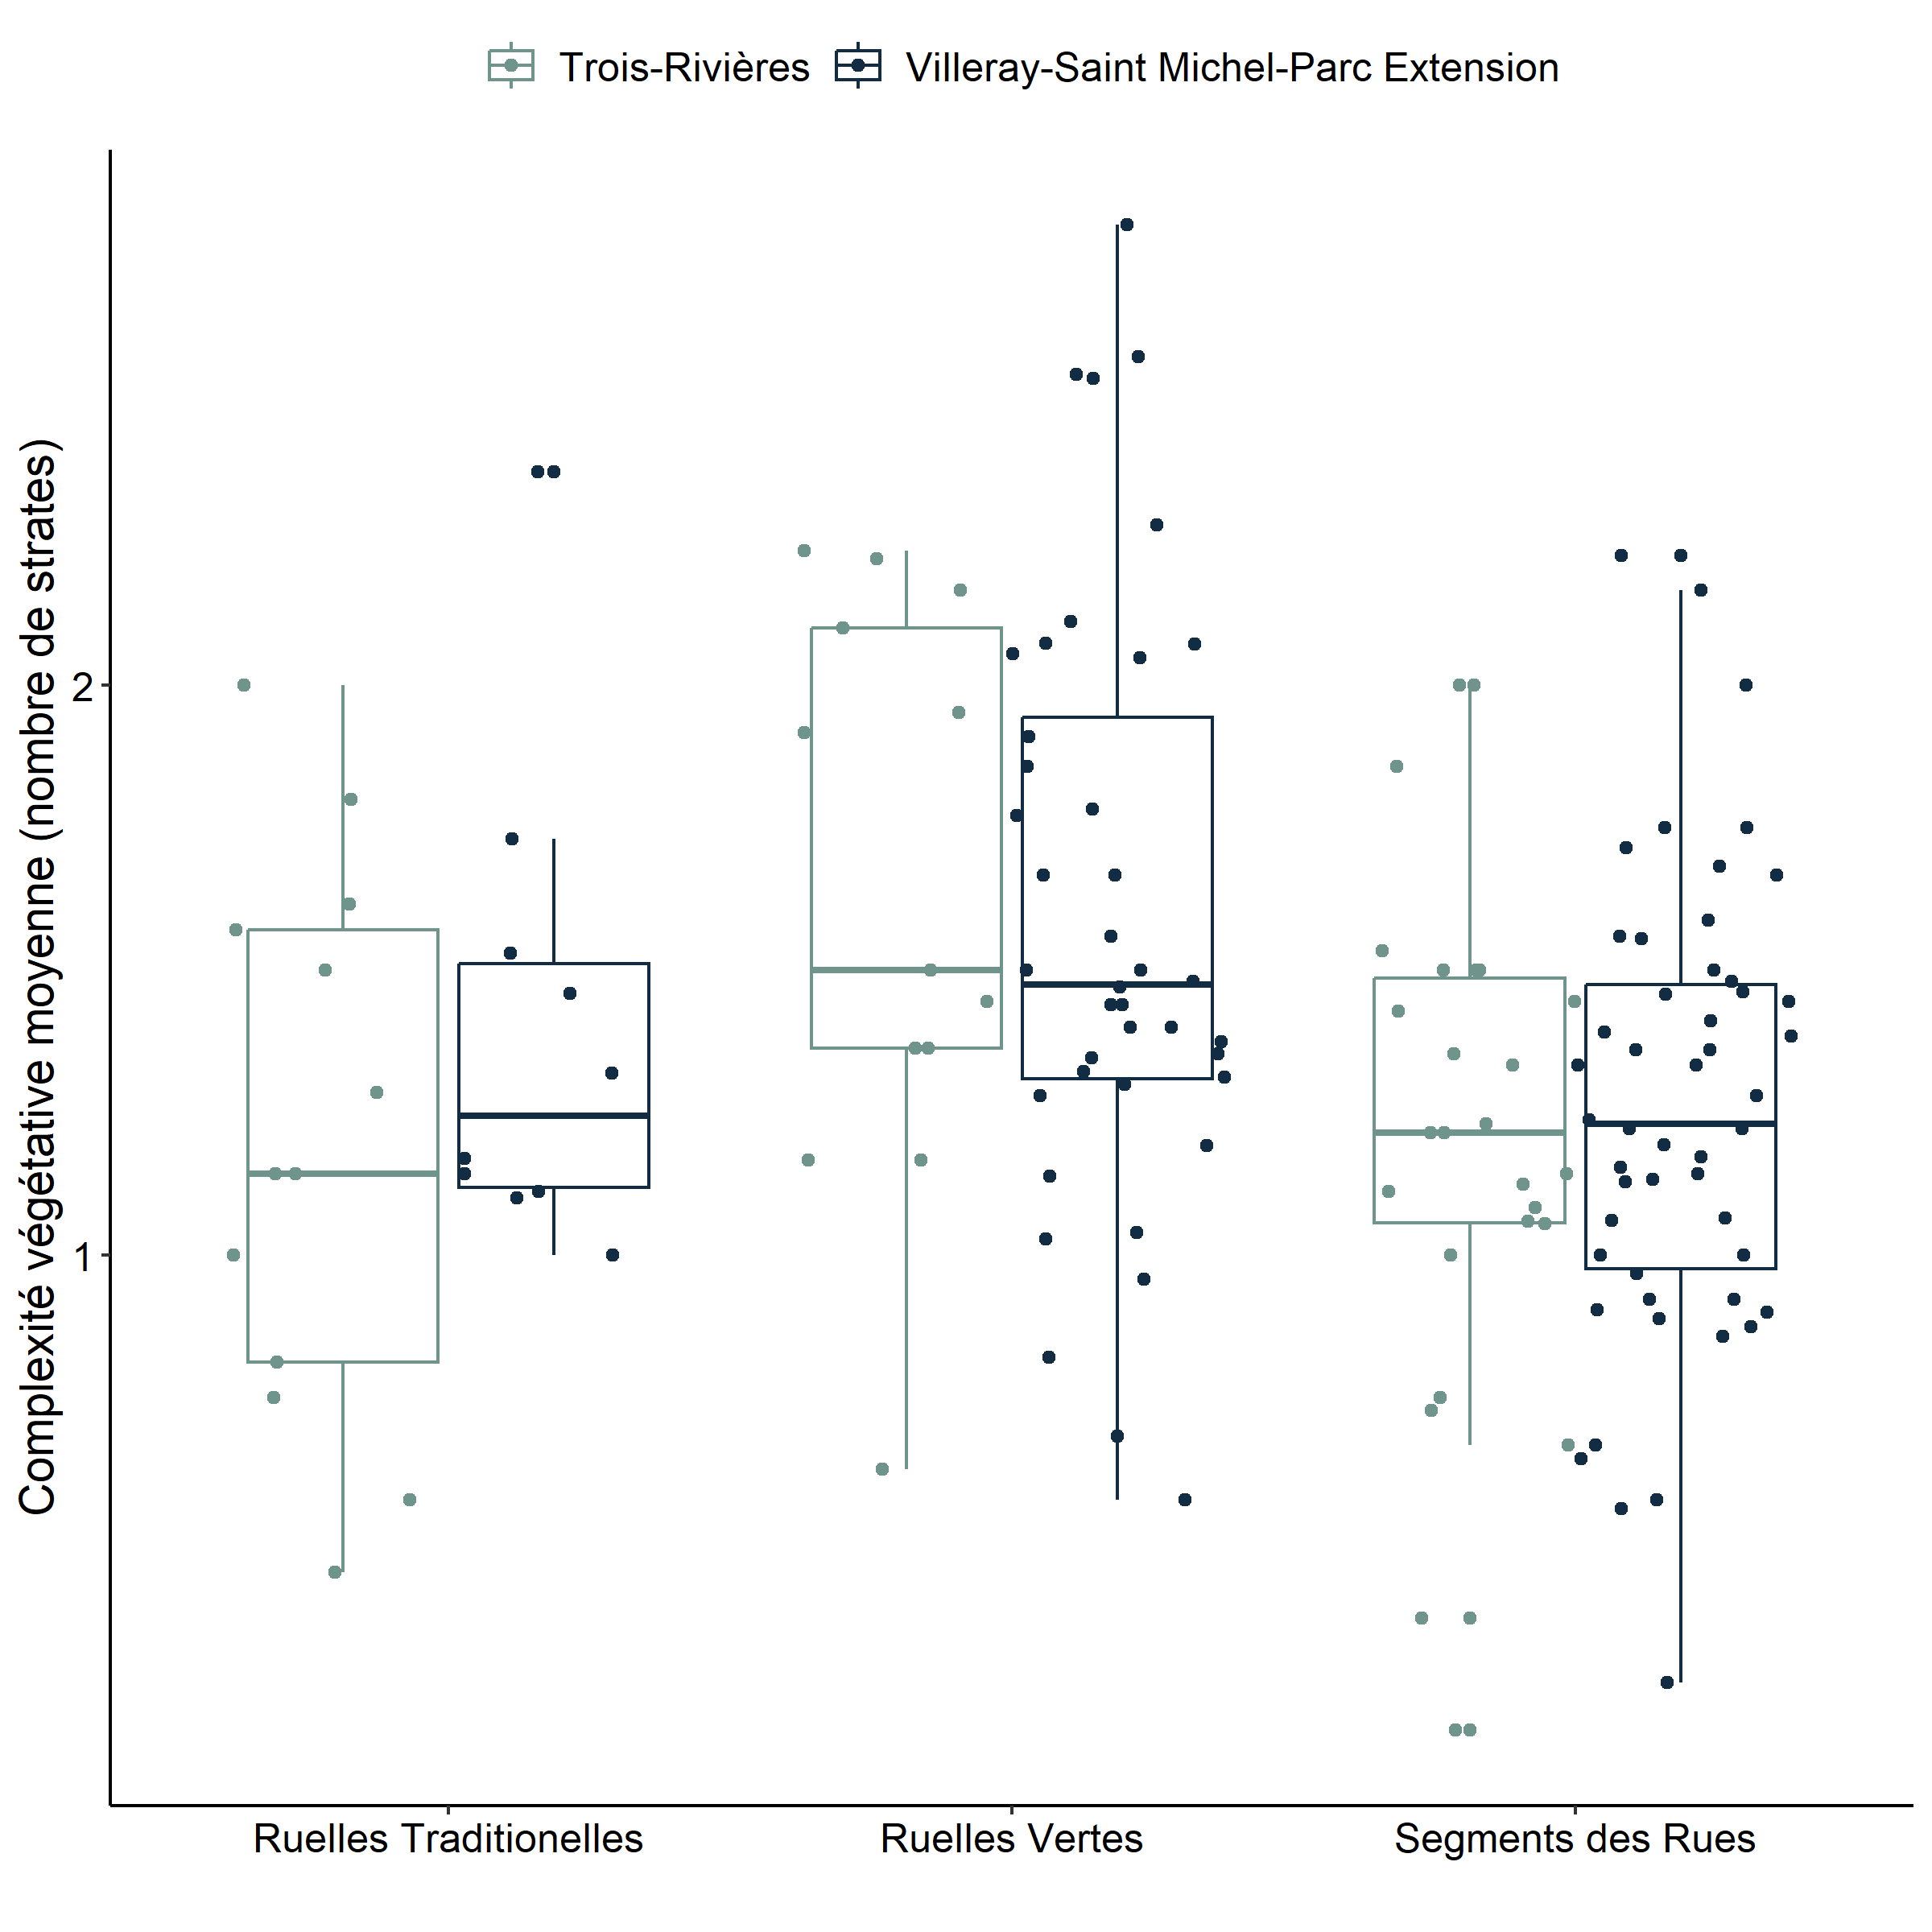 Trois-Rivières
Villeray-Saint Michel-Parc Extension
Complexité végétative moyenne (nombre de strates)
2
1
Ruelles Traditionelles
Ruelles Vertes
Segments des Rues